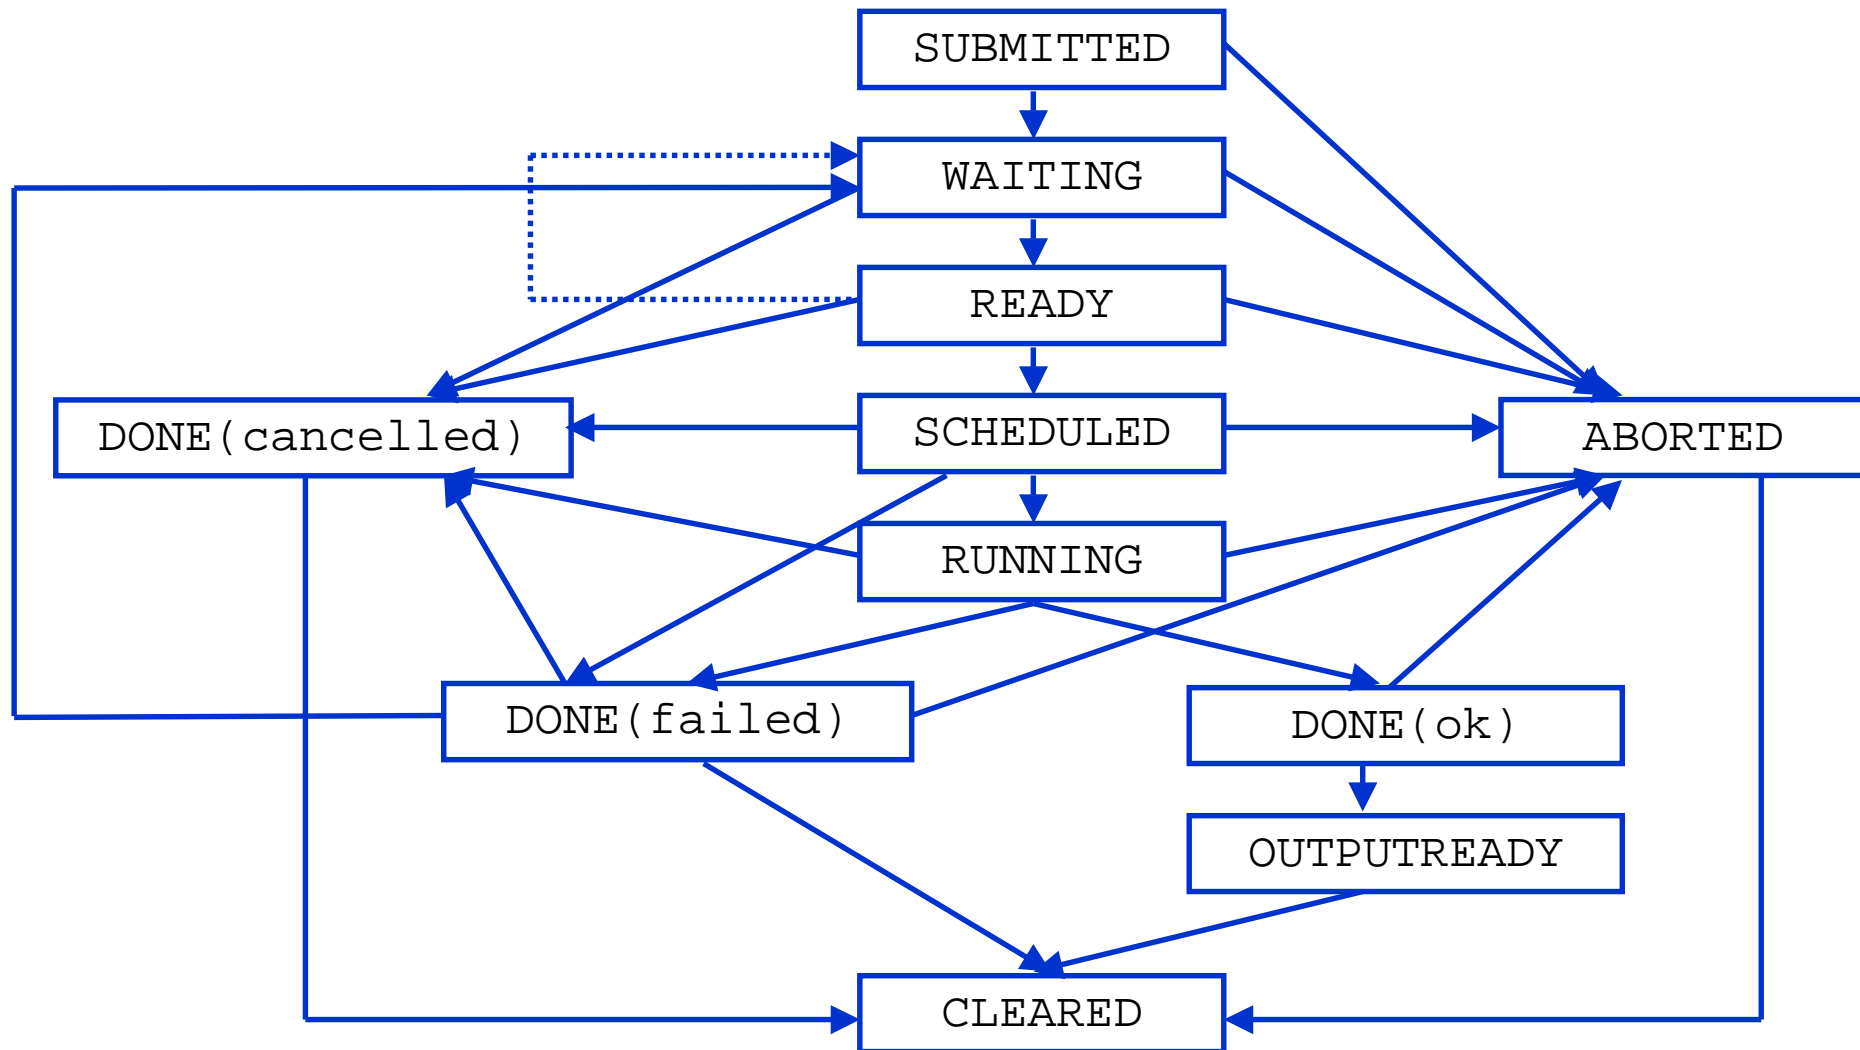 SUBMITTED
WAITING
READY
SCHEDULED
DONE(cancelled)
ABORTED
RUNNING
DONE(failed)
DONE(ok)
OUTPUTREADY
CLEARED